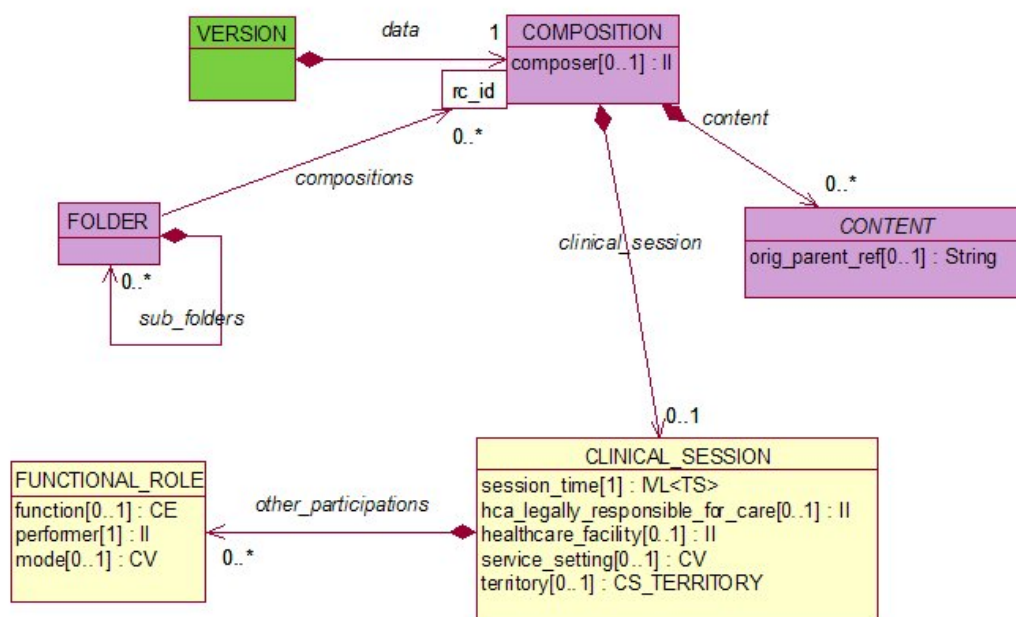 VERSION
data
1
COMPOSITION
composer[0..1] : II
rc_id
0..*
content
compositions
0..*
FOLDER
0..*
sub_folders
clinical_session
CONTENT
orig_parent_ref[0..1] : String
0..1
FUNCTIONAL_ROLE
function[0..1] : CE
performer[1] : II
mode[0..1] : CV
other_participations
0..*
CLINICAL_SESSION
session_time[1] : IVL<TS>
hca_legally_responsible_for_care[0..1] : II
healthcare_facility[0..1] : II
service_setting[0..1] : CV
territory[0..1] : CS_TERRITORY